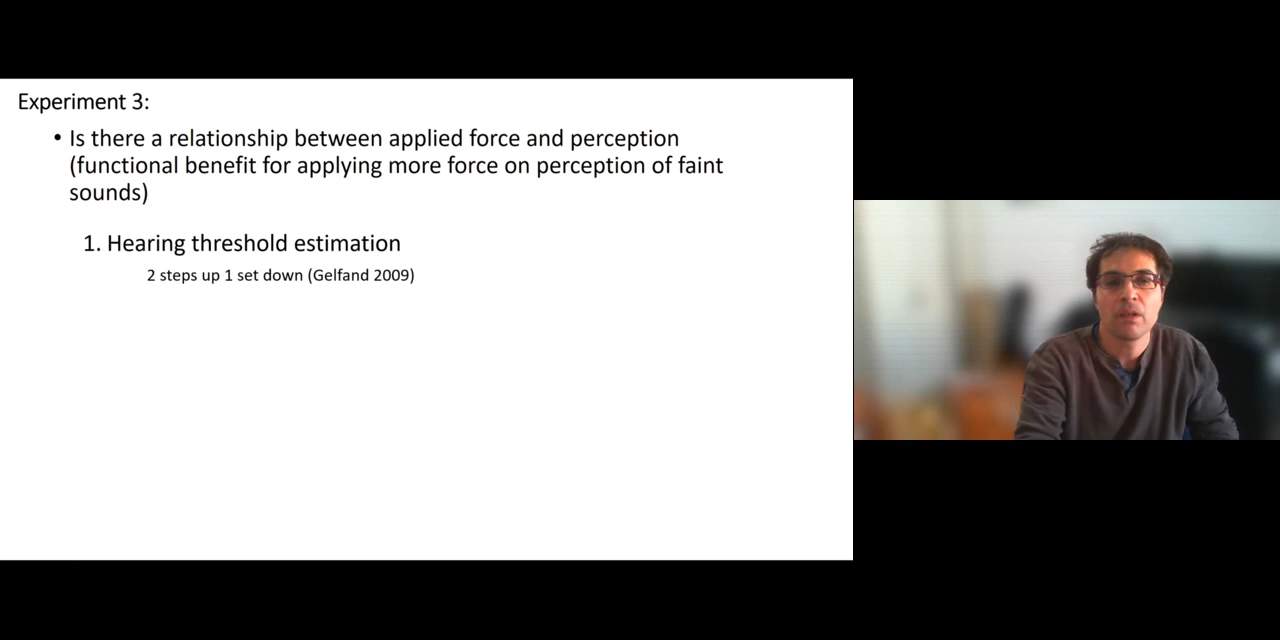 Experiment 3:
• Is there a relationship between applied force and perception
(functional benefit for applying more force on perception of faint
sounds)
1. Hearing threshold estimation
2 steps up 1 set down (Gelfand 2009)